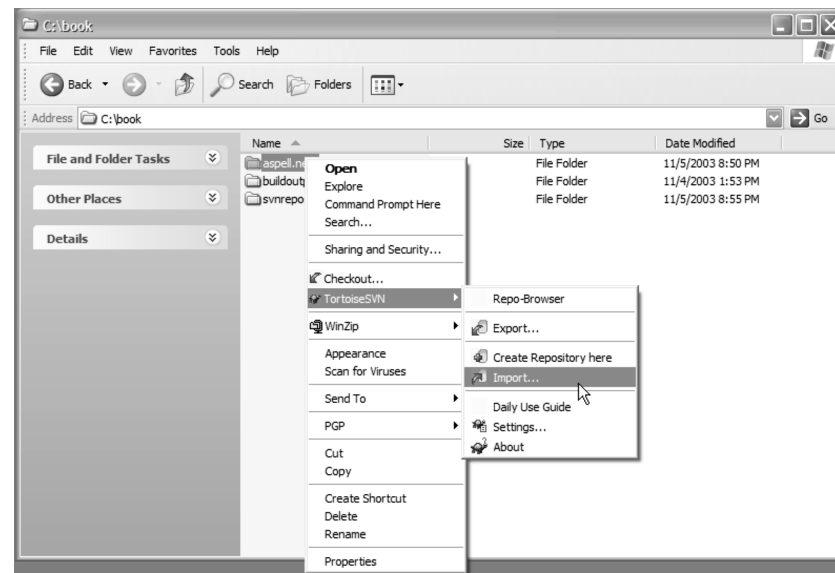 C:\book
File Edit View Favorites Tools Help
Back Search Folders
Address C:\book Go
Name Size Type Date Modified
File and Folder Tasks
Other Places
Details
aspell.ne File Folder 11/5/2003 8:50 PM
buildoutp File Folder 11/4/2003 1:53 PM
svnrepo File Folder 11/5/2003 8:55 PM
Open
Explore
Command Prompt Here
Search...
Sharing and Security...
Checkout...
TortoiseSVN
WinZip
Appearance
Scan for Viruses
Send To
PGP
Cut
Copy
Create Shortcut
Delete
Rename
Properties
Repo-Browser
Export...
Create Repository here
Import...
Daily Use Guide
Settings...
About